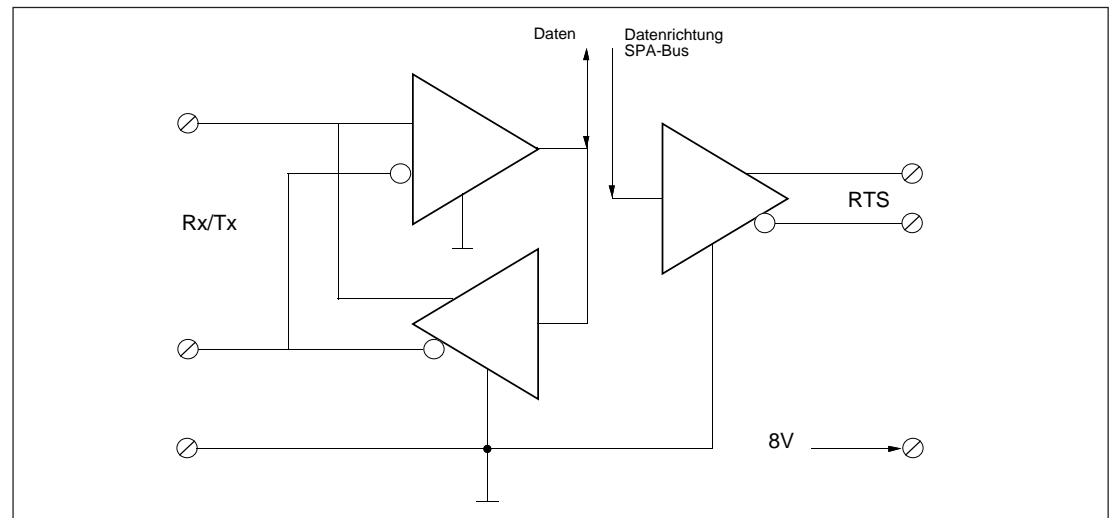 Daten
Datenrichtung
SPA-Bus
Rx/Tx
RTS
8V